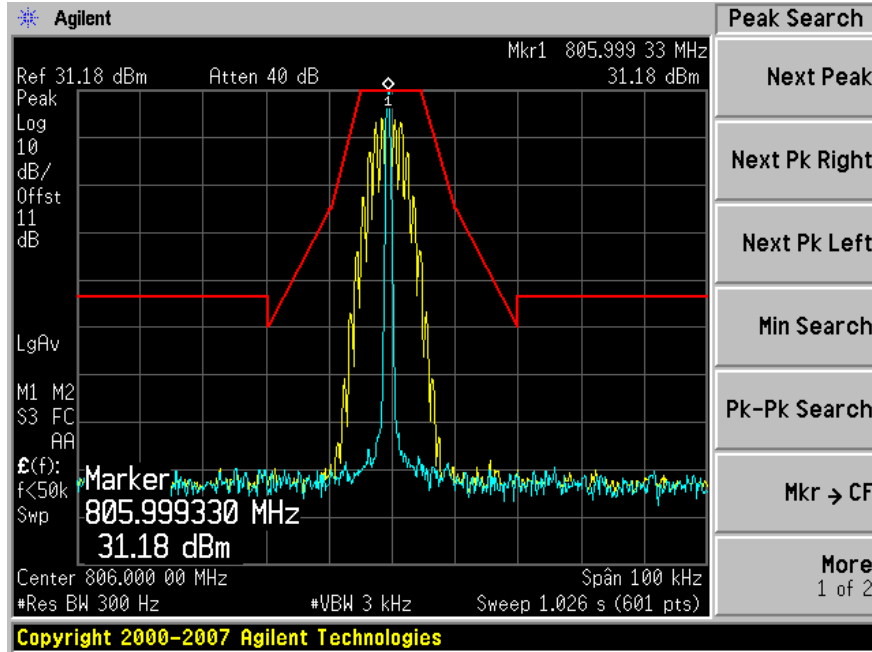 Agilent
Peak Search
Mkr1 805.999 33 MHz
Ref 31.18 dBm Atten 40 dB 31.18 dBm
Peak
Log
10
dB/
Offst
11
dB
1
LgAv
M1 M2
S3 FC
AA
£(f):
f<50k
Swp
Marker
805.999330 MHz
31.18 dBm
Center 806.000 00 MHz Spân 100 kHz
#Res BW 300 Hz #VBW 3 kHz Sweep 1.026 s (601 pts)
Copyright 2000-2007 Agilent Technologies
Next Peak
Next Pk Right
Next Pk Left
Min Search
Pk-Pk Search
Mkr → CF
More
1 of 2